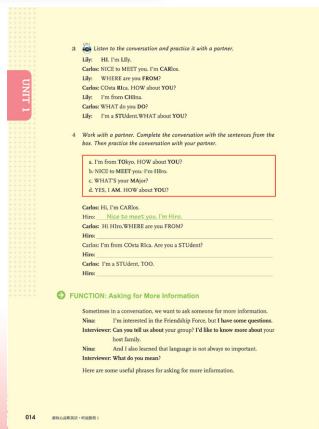 UNIT 1
3 Listen to the conversation and practice it with a partner.
Lily: HI. I'm LIly.
Carlos: NICE to MEET you. I'm CARlos.
Lily: WHERE are you FROM?
Carlos: COsta RIca. HOW about YOU?
Lily: I'm from CHIna.
Carlos: WHAT do you DO?
Lily: I'm a STUdent.WHAT about YOU?
4 Work with a partner. Complete the conversation with the sentences from the
box. Then practice the conversation with your partner.
a. I'm from TOkyo. HOW about YOU?
b. NICE to MEET you. I'm HIro.
c. WHAT'S your MAjor?
d. YES, I AM. HOW about YOU?
Carlos: Hi, I'm CARlos.
Hiro: Nice to meet you. I'm Hiro.
Carlos: HI HIro.WHERE are you FROM?
Hiro:
Carlos: I'm from COsta RIca. Are you a STUdent?
Hiro:
Carlos: I'm a STUdent, TOO.
Hiro:
FUNCTION: Asking for More Information
Sometimes in a conversation, we want to ask someone for more information.
Nina: I'm interested in the Friendship Force, but I have some questions.
Interviewer: Can you tell us about your group? I'd like to know more about your
host family.
Nina: And I also learned that language is not always so important.
Interviewer: What do you mean?
Here are some useful phrases for asking for more information.
014